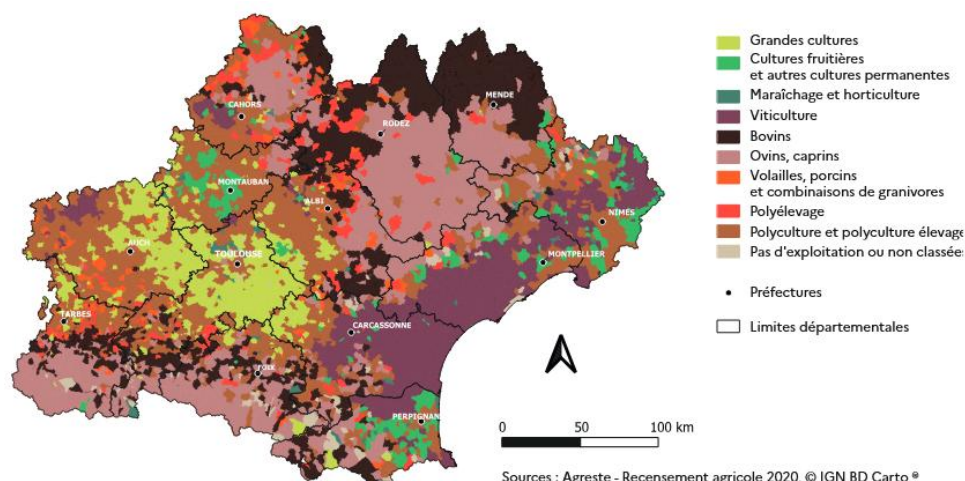 Grandes cultures
Cultures fruitières
et autres cultures permanentes
Maraîchage et horticulture
Viticulture
Bovins
Ovins, caprins
Volailles, porcins
et combinaisons de granivores
Polyélevage
Polyculture et polyculture élevage
Pas d'exploitation ou non classées
Préfectures
Limites départementales
MENDE
CAHORS
RODEZ
MONTAUBAN
ALBI
NIMES
AUCH
TOULOUSE
MONTPELLIER
TARBES
CARCASSONNE
FOIX
PERPIGNAN
0 50 100 km
Sources : Agreste - Recensement agricole 2020, © IGN BD Carto ®